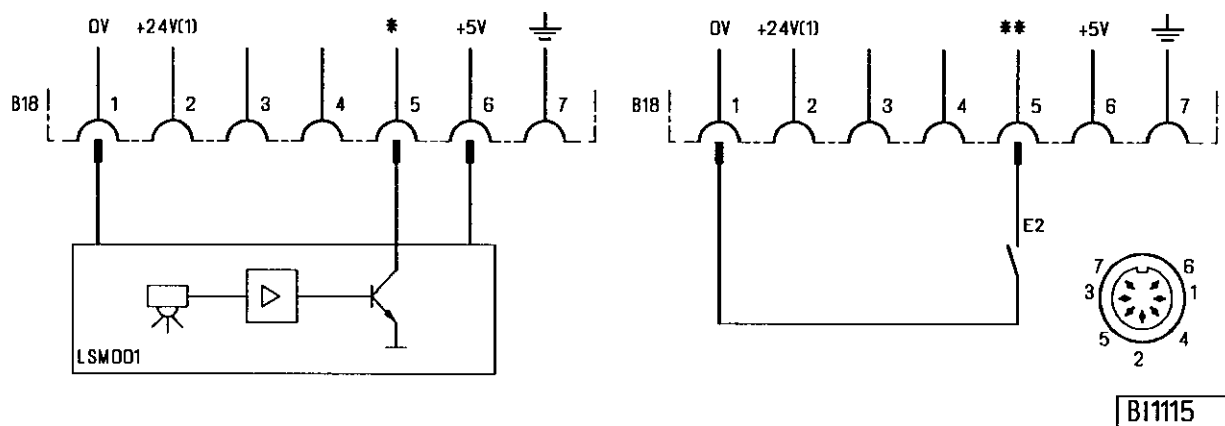 0V +24V(1) * +5V
B18 1 2 3 4 5 6 7
LSM001
0V +24V(1) ** +5V
B18 1 2 3 4 5 6 7
E2
7 6
3 1
5 4
2
BI1115